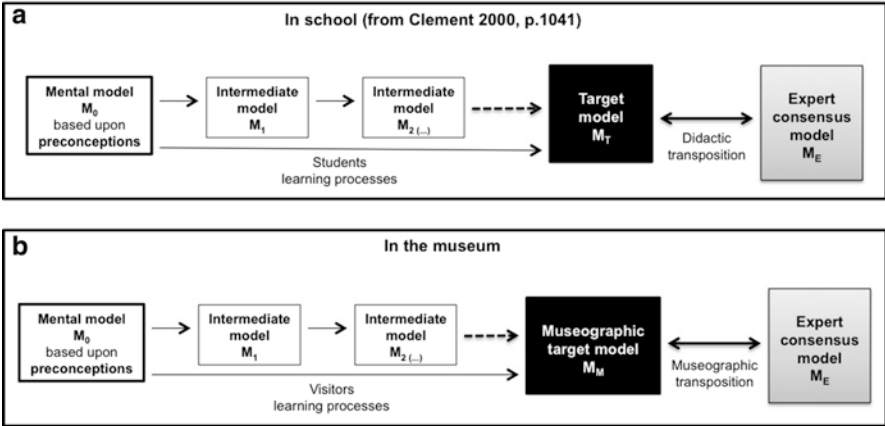 a
In school (from Clement 2000, p.1041)
Mental model
M0
based upon
preconceptions
Intermediate
model
M1
Intermediate
model
M2 (...)
Target
model
MT
Didactic
transposition
Expert
consensus
model
ME
Students
learning processes
b
In the museum
Mental model
M0
based upon
preconceptions
Intermediate
model
M1
Intermediate
model
M2 (...)
Museographic
target model
MM
Museographic
transposition
Expert
consensus
model
ME
Visitors
learning processes